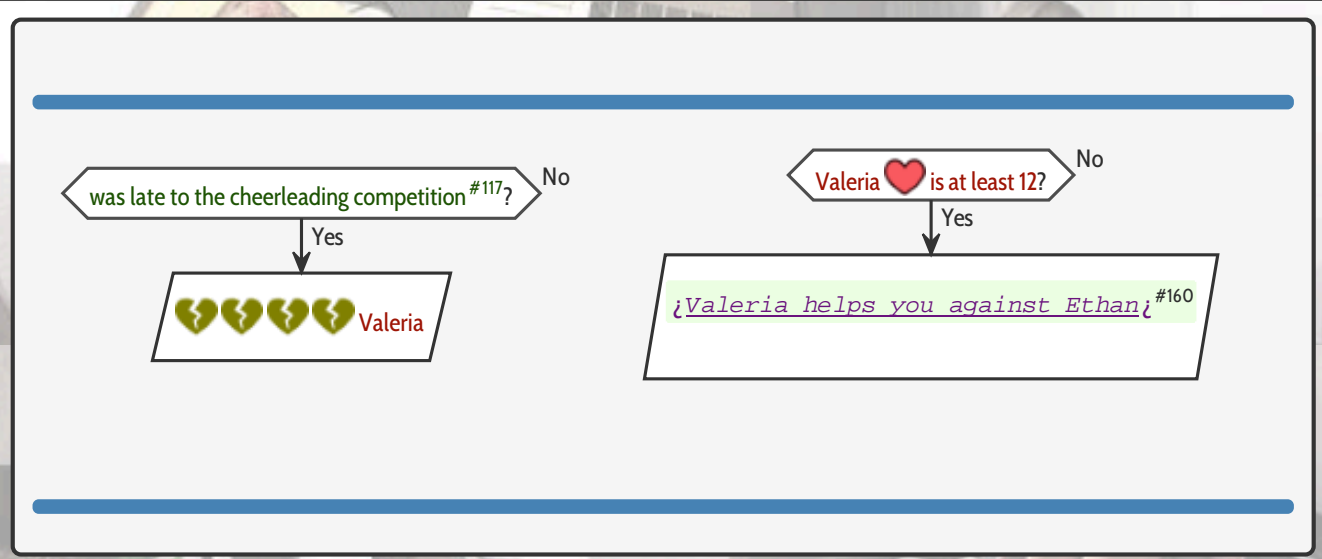 was late to the cheerleading competition #117?
No
Yes
Valeria
Valeria is at least 12?
No
Yes
¿Valeria helps you against Ethan¿ #160